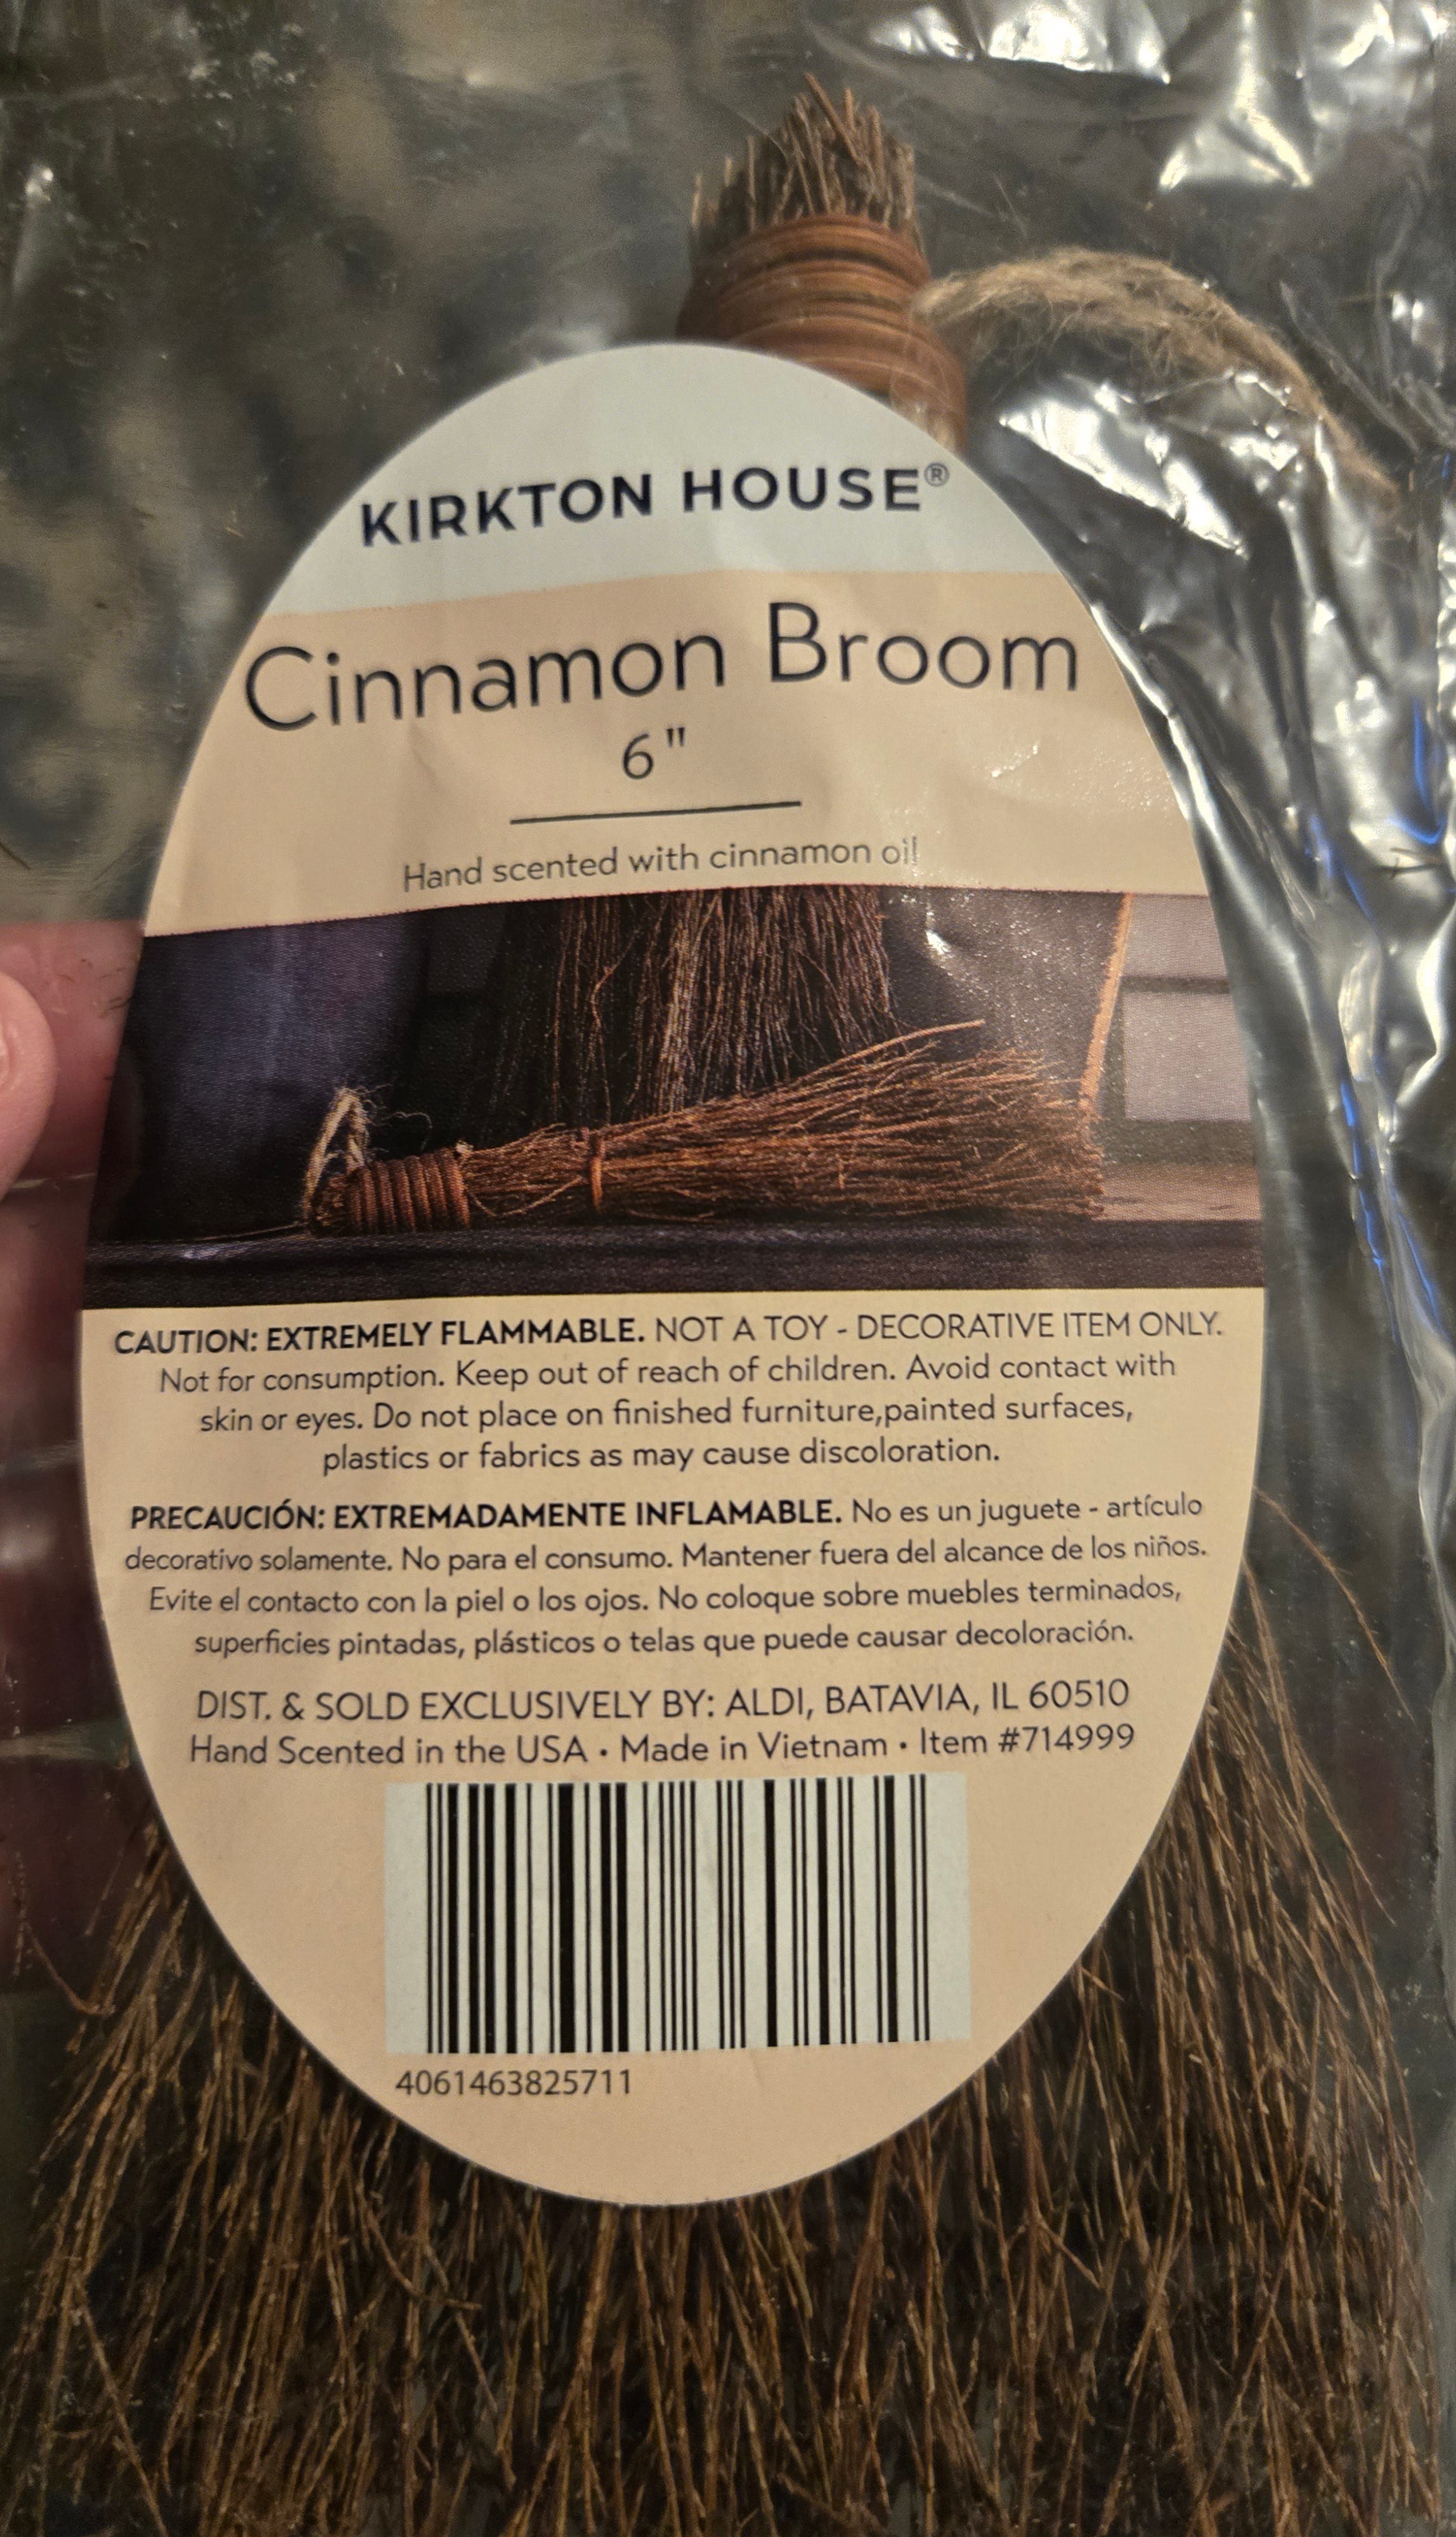 KIRKTON HOUSE®
Cinnamon Broom
6"
Hand scented with cinnamon oil
CAUTION: EXTREMELY FLAMMABLE. NOT A TOY - DECORATIVE ITEM ONLY.
Not for consumption. Keep out of reach of children. Avoid contact with
skin or eyes. Do not place on finished furniture,painted surfaces,
plastics or fabrics as may cause discoloration.
PRECAUCIÓN: EXTREMADAMENTE INFLAMABLE. No es un juguete - artículo
decorativo solamente. No para el consumo. Mantener fuera del alcance de los niños.
Evite el contacto con la piel o los ojos. No coloque sobre muebles terminados,
superficies pintadas, plásticos o telas que puede causar decoloración.
DIST. & SOLD EXCLUSIVELY BY: ALDI, BATAVIA, IL 60510
Hand Scented in the USA • Made in Vietnam • Item #714999
4061463825711